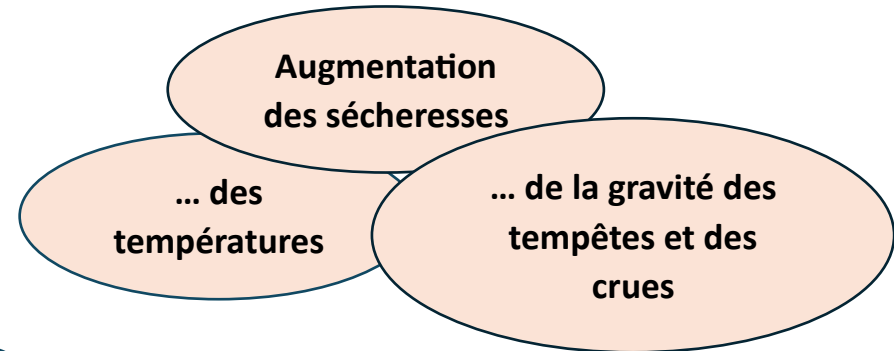 Augmentation
des sécheresses
... des
températures
... de la gravité des
tempêtes et des
crues